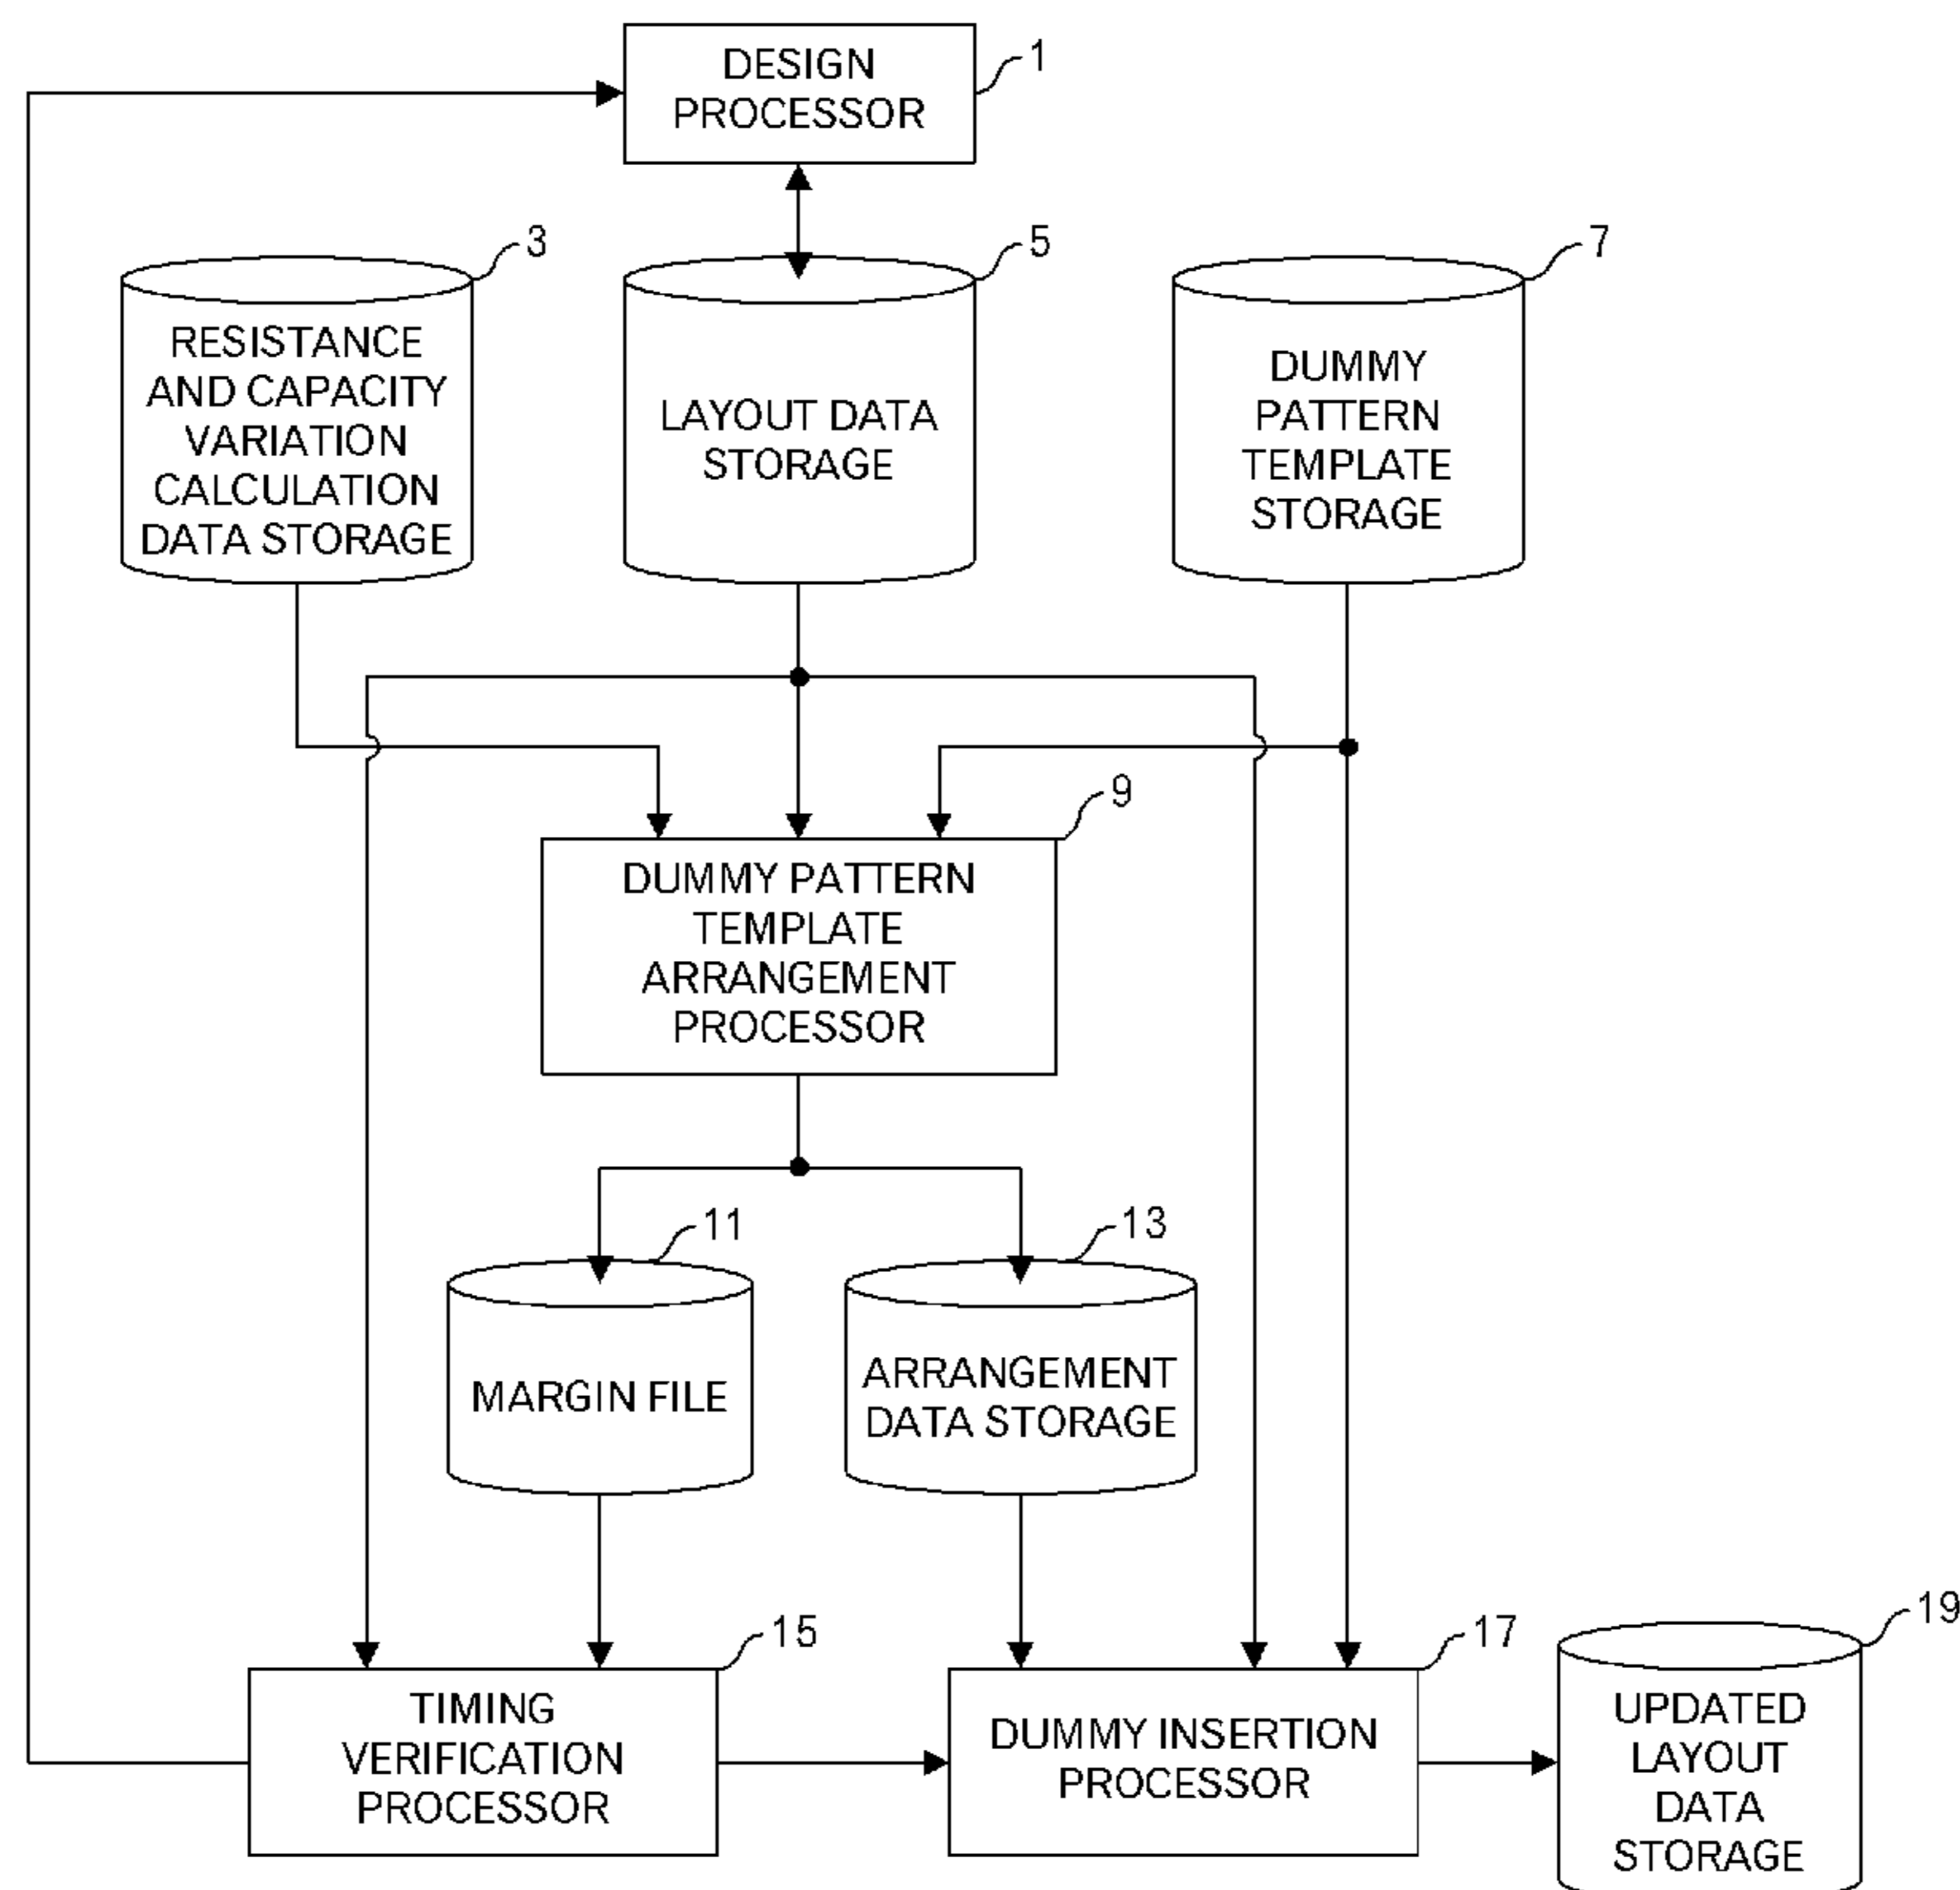 DESIGN
PROCESSOR
1
3
5
7
RESISTANCE
AND CAPACITY
VARIATION
CALCULATION
DATA STORAGE
LAYOUT DATA
STORAGE
DUMMY
PATTERN
TEMPLATE
STORAGE
9
DUMMY PATTERN
TEMPLATE
ARRANGEMENT
PROCESSOR
11
13
MARGIN FILE
ARRANGEMENT
DATA STORAGE
15
17
19
TIMING
VERIFICATION
PROCESSOR
DUMMY INSERTION
PROCESSOR
UPDATED
LAYOUT
DATA
STORAGE